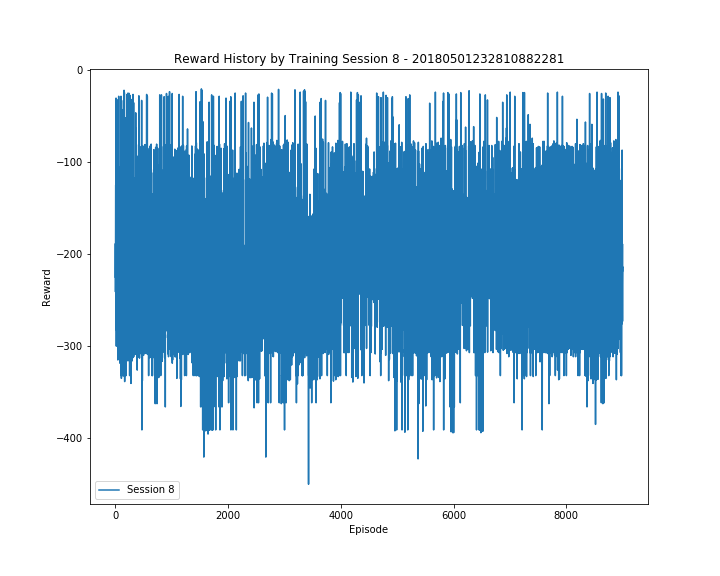 Reward History by Training Session 8 - 20180501232810882281
0
−100
−200
−300
−400
Reward
0
2000
4000
6000
8000
Episode
Session 8